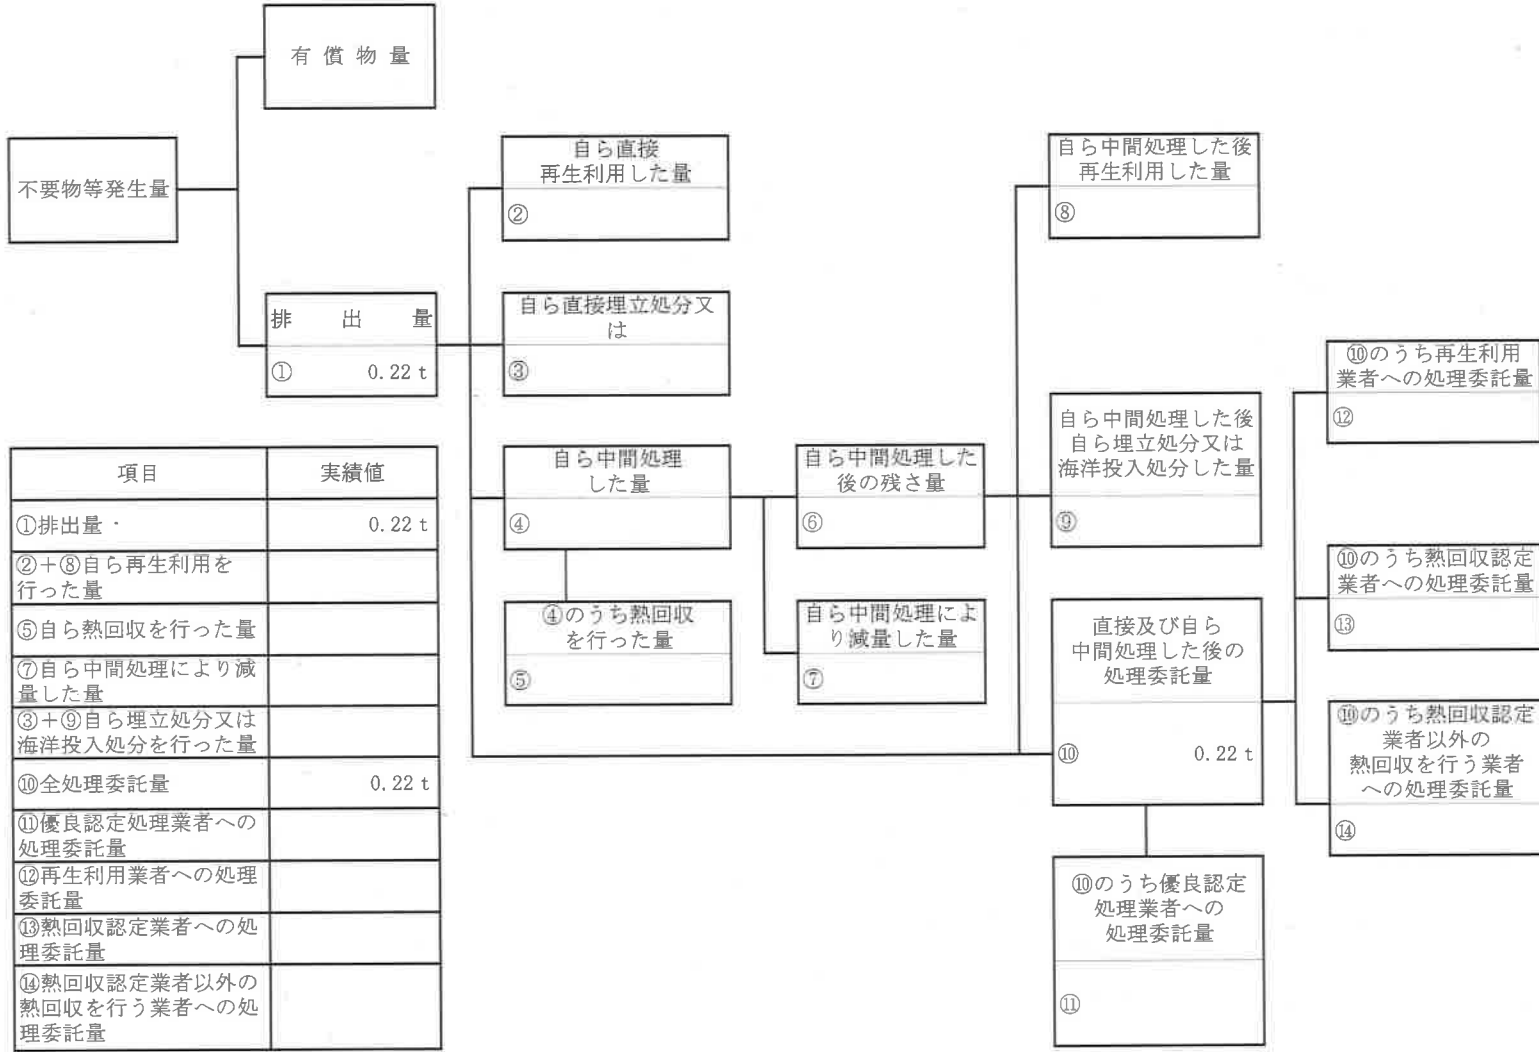 有償物量
不要物等発生量
排出量
① 0.22 t
自ら直接
再生利用した量
②
自ら直接埋立処分又
は
③
自ら中間処理
した量
④
④のうち熱回収
を行った量
⑤
自ら中間処理した
後の残さ量
⑥
自ら中間処理によ
り減量した量
⑦
自ら中間処理した後
再生利用した量
⑧
自ら中間処理した後
自ら埋立処分又は
海洋投入処分した量
⑨
直接及び自ら
中間処理した後の
処理委託量
⑩ 0.22 t
⑩のうち優良認定
処理業者への
処理委託量
⑪
⑩のうち再生利用
業者への処理委託量
⑫
⑩のうち熱回収認定
業者への処理委託量
⑬
⑩のうち熱回収認定
業者以外の
熱回収を行う業者
への処理委託量
⑭
項目 実績値
①排出量 0.22 t
②+⑧自ら再生利用を
行った量
⑤自ら熱回収を行った量
⑦自ら中間処理により減
量した量
③+⑨自ら埋立処分又は
海洋投入処分を行った量
⑩全処理委託量 0.22 t
⑪優良認定処理業者への
処理委託量
⑫再生利用業者への処理
委託量
⑬熱回収認定業者への処
理委託量
⑭熱回収認定業者以外の
熱回収を行う業者への処
理委託量